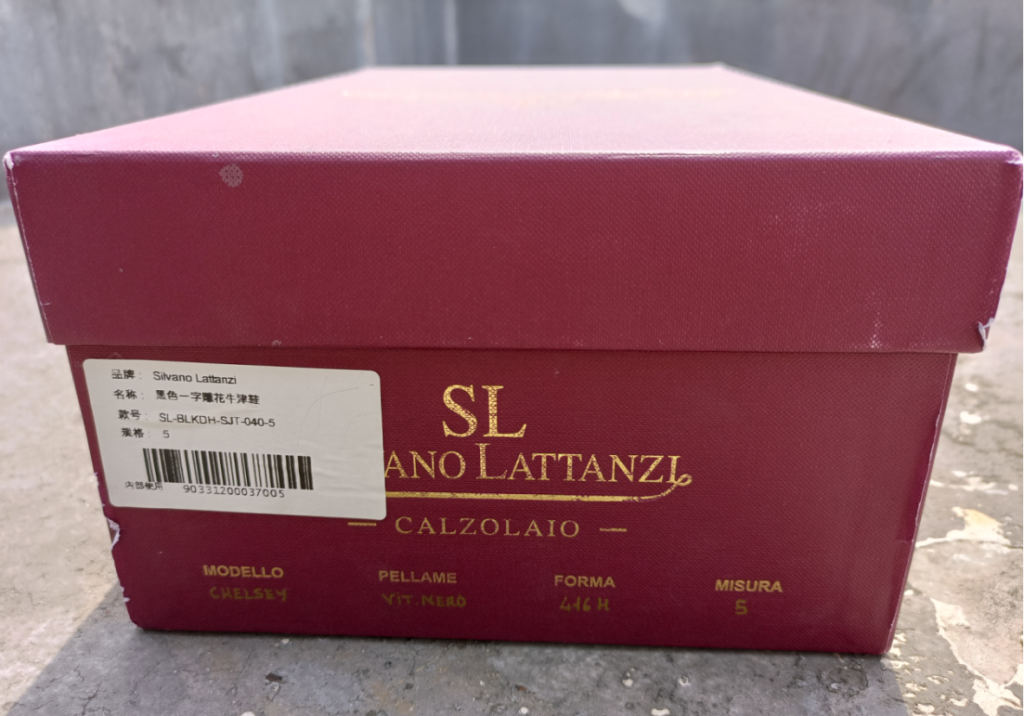 品牌： Silvano Lattanzi
名称： 黑色一字雕花牛津鞋
款号： SL-BLKDH-SJT-040-5
规格： 5
内部使用 90331200037005
SL
ANO LATTANZI
— CALZOLAIO —
MODELLO PELLAME FORMA MISURA
CHELSEY VIT. NERO 416 H 5